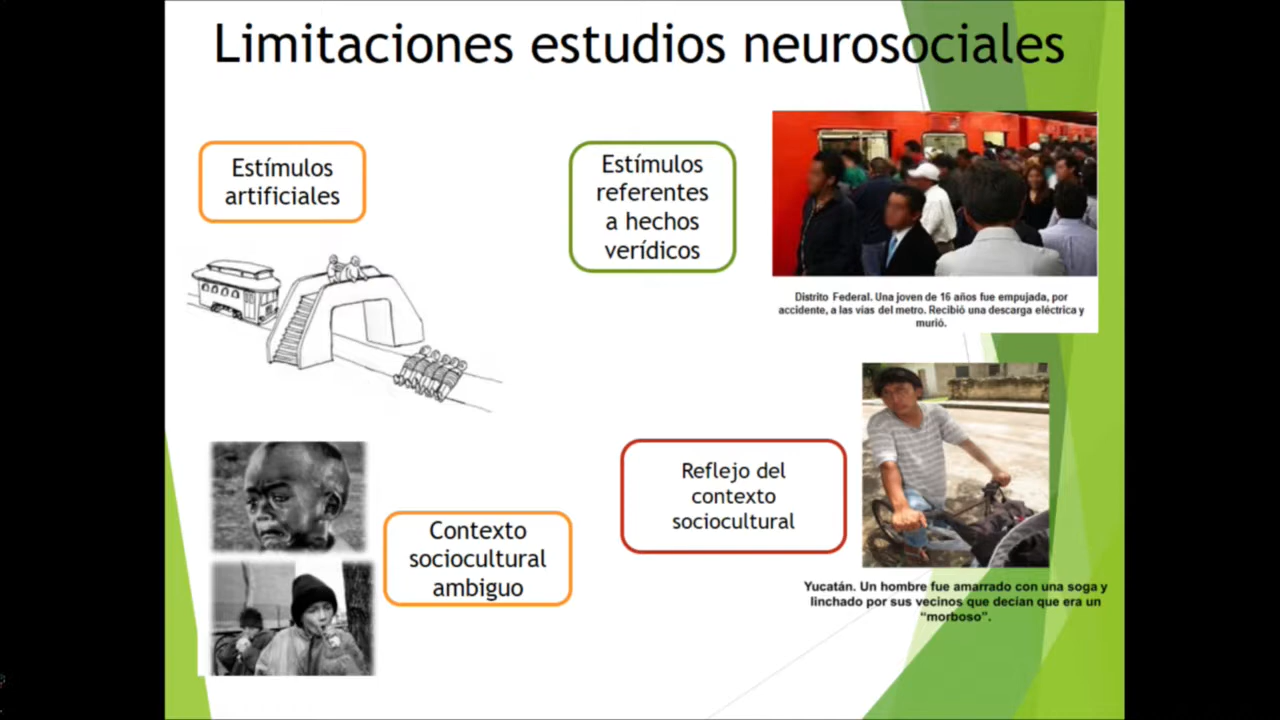 Limitaciones estudios neurosociales
Estímulos
artificiales
Estímulos
referentes
a hechos
verídicos
Distrito Federal. Una joven de 16 años fue empujada, por
accidente, a las vías del metro. Recibió una descarga eléctrica y
murió.
Contexto
sociocultural
ambiguo
Reflejo del
contexto
sociocultural
Yucatán. Un hombre fue amarrado con una soga y
linchado por sus vecinos que decían que era un
“morboso”.